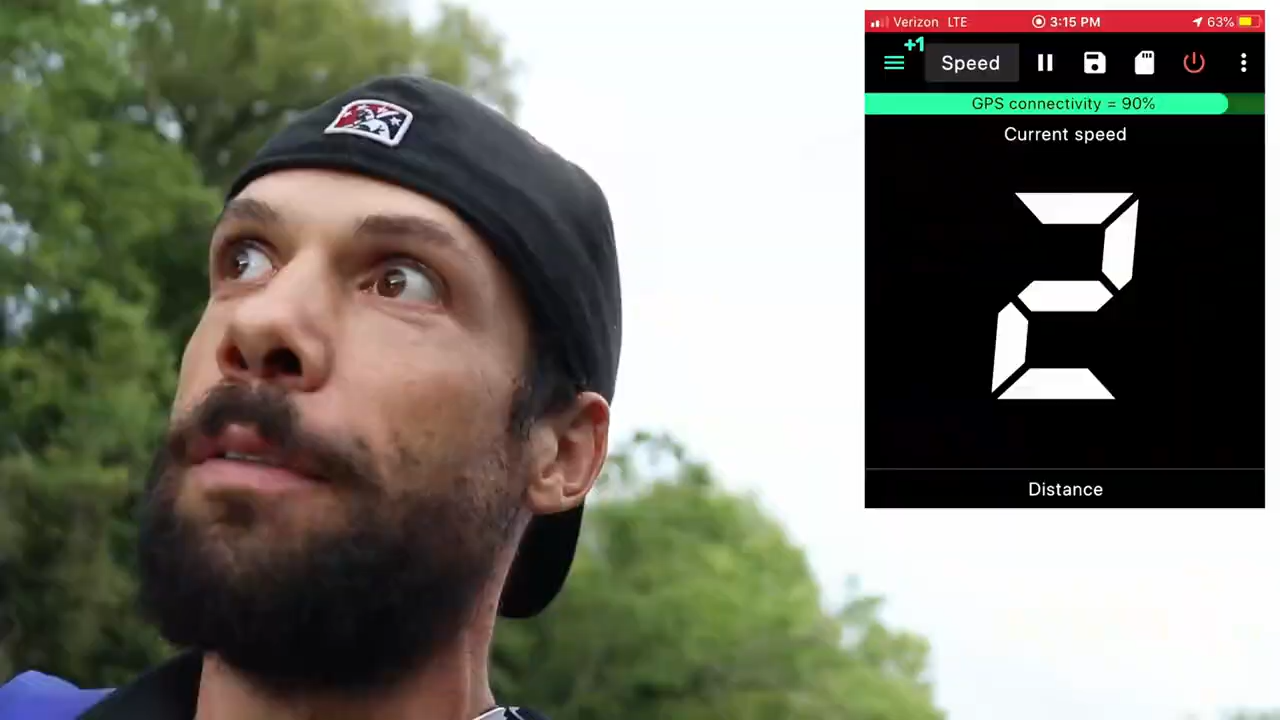 Verizon LTE 3:15 PM 63%
+1
Speed
GPS connectivity = 90%
Current speed
2
Distance